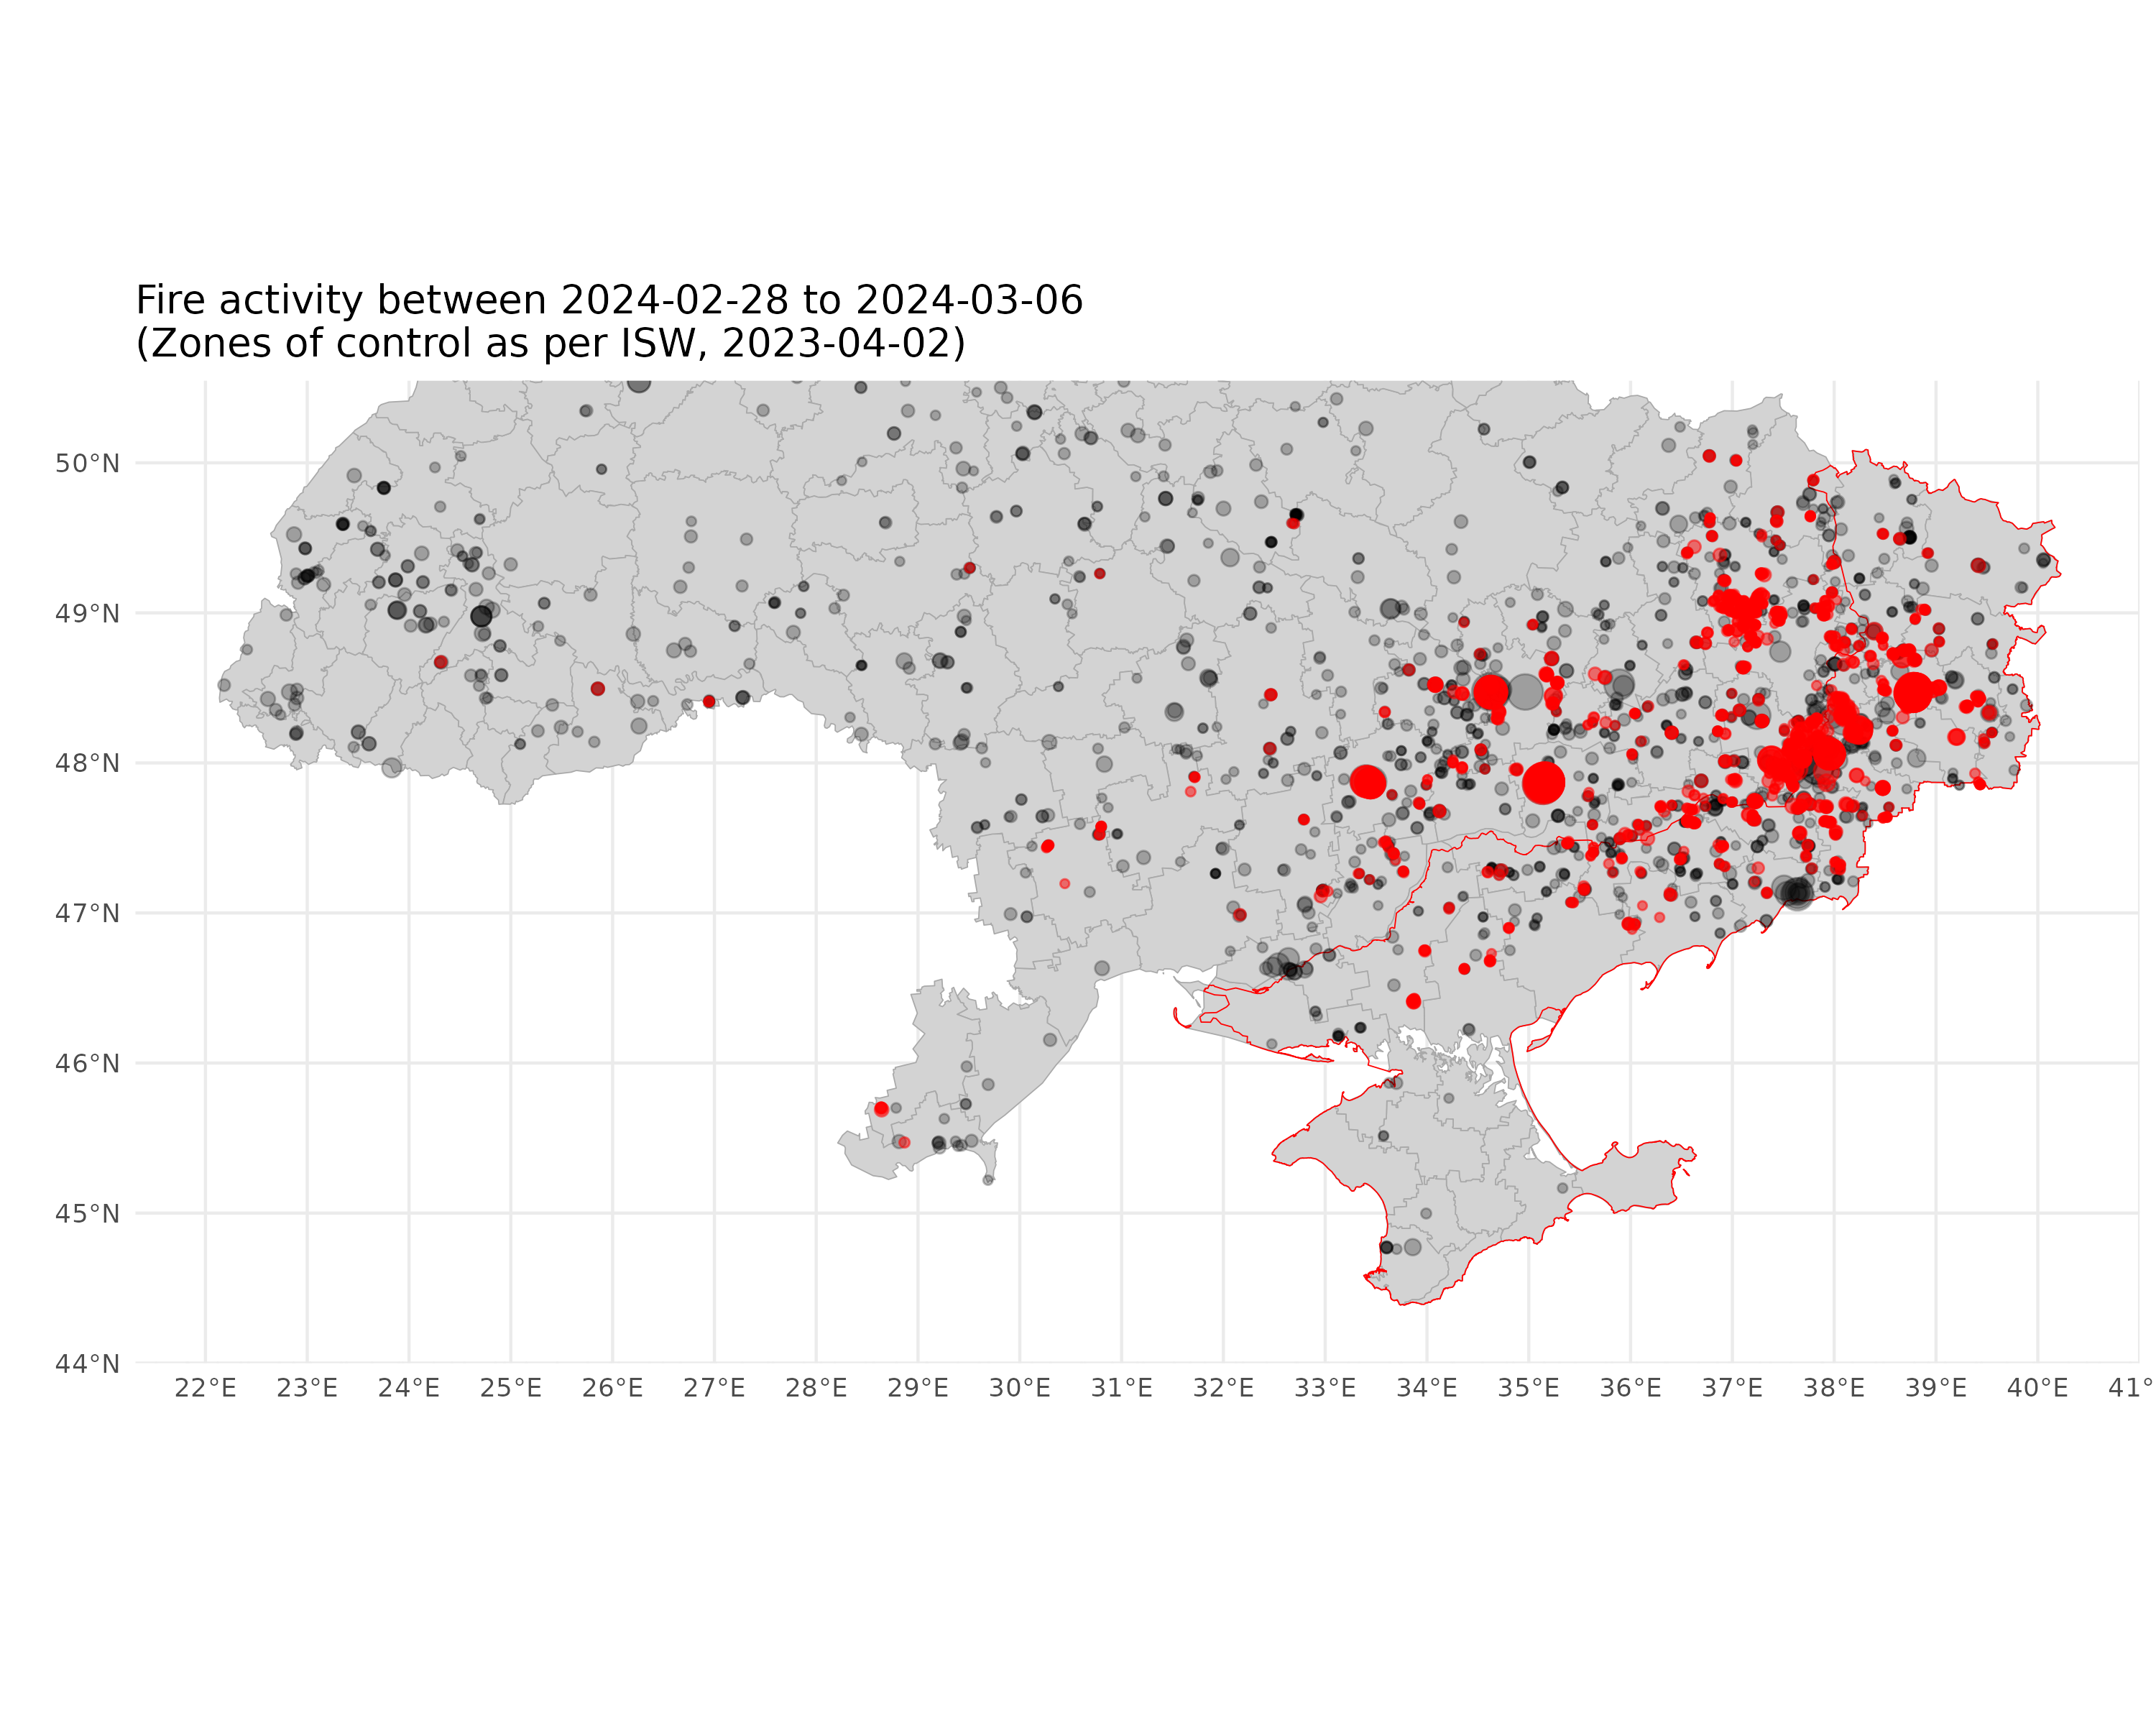 Fire activity between 2024-02-28 to 2024-03-06
(Zones of control as per ISW, 2023-04-02)
50°N
49°N
48°N
47°N
46°N
45°N
44°N
22°E 23°E 24°E 25°E 26°E 27°E 28°E 29°E 30°E 31°E 32°E 33°E 34°E 35°E 36°E 37°E 38°E 39°E 40°E 41°